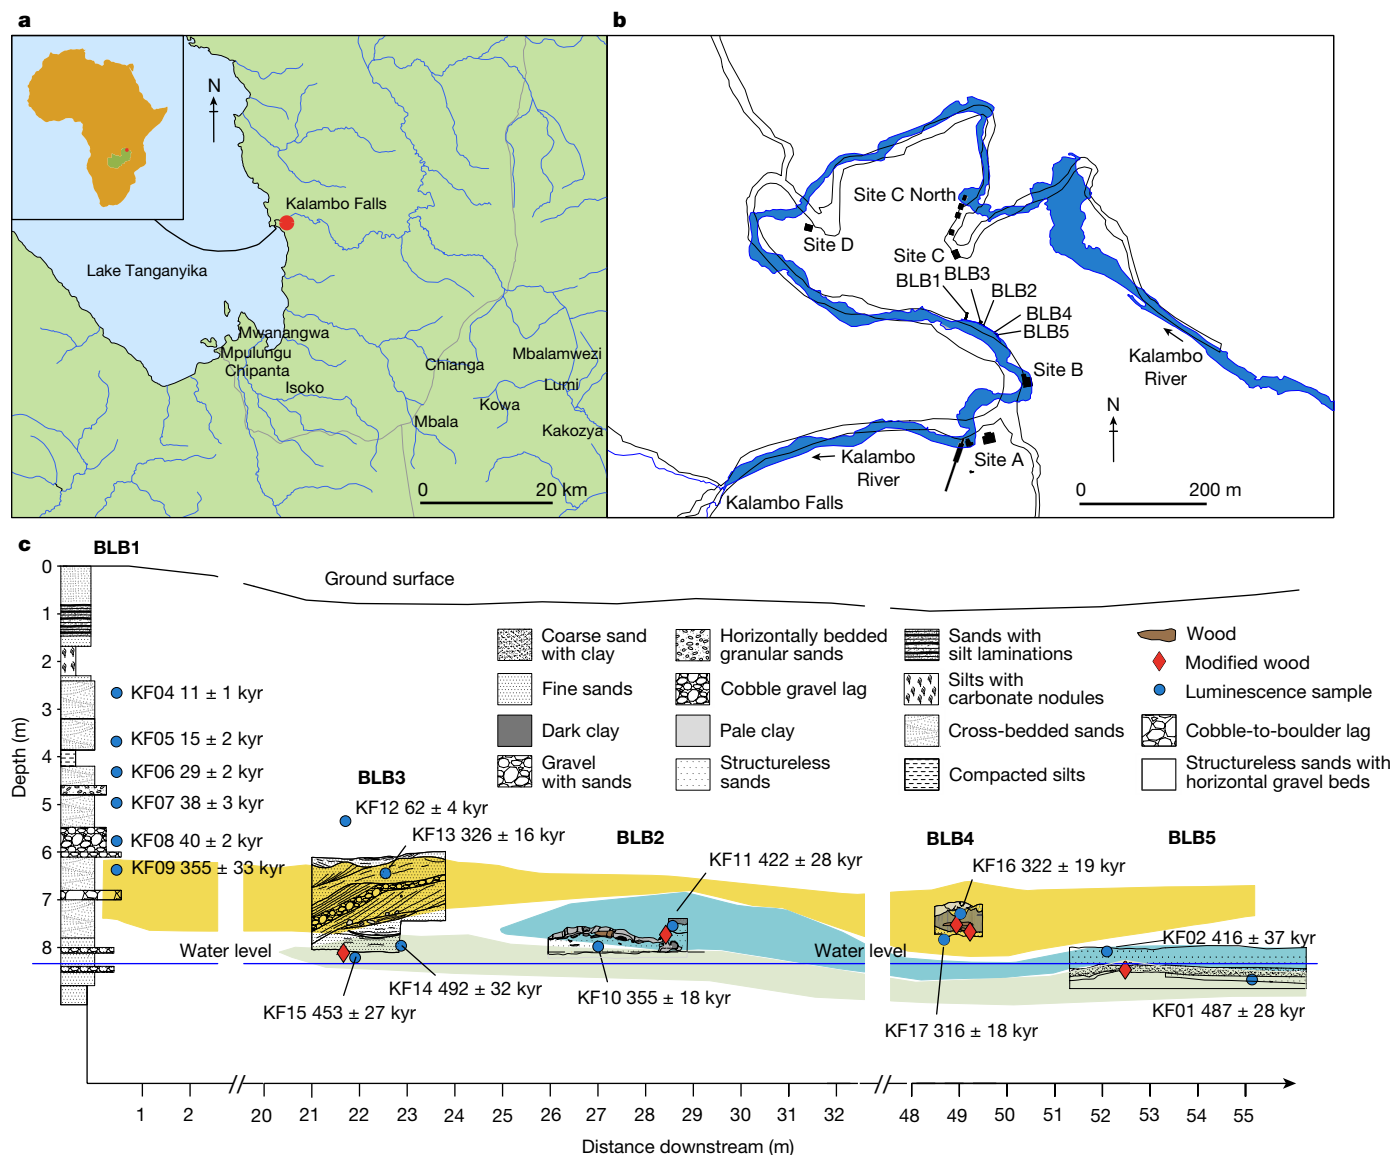 a
N
Kalambo Falls
Lake Tanganyika
Mwanangwa
Mpulungu
Chipanta
Isoko
Chianga
Mbalamwezi
Lumi
Kowa
Mbala
Kakozya
0 20 km
b
Site C North
Site D
Site C
BLB3
BLB1
BLB2
BLB4
BLB5
Site B
Kalambo
River
N
Site A
Kalambo
River
Kalambo Falls
0 200 m
c
BLB1
Ground surface
Depth (m)
0
1
2
3
4
5
6
7
8
KF04 11 ± 1 kyr
KF05 15 ± 2 kyr
KF06 29 ± 2 kyr
KF07 38 ± 3 kyr
KF08 40 ± 2 kyr
KF09 355 ± 33 kyr
Coarse sand
with clay
Fine sands
Dark clay
Gravel
with sands
Horizontally bedded
granular sands
Cobble gravel lag
Pale clay
Structureless
sands
Sands with
silt laminations
Silts with
carbonate nodules
Cross-bedded sands
Compacted silts
Wood
Modified wood
Luminescence sample
Cobble-to-boulder lag
Structureless sands with
horizontal gravel beds
BLB3
KF12 62 ± 4 kyr
KF13 326 ± 16 kyr
BLB2
KF11 422 ± 28 kyr
BLB4
KF16 322 ± 19 kyr
BLB5
Water level
Water level
KF02 416 ± 37 kyr
KF14 492 ± 32 kyr
KF15 453 ± 27 kyr
KF10 355 ± 18 kyr
KF17 316 ± 18 kyr
KF01 487 ± 28 kyr
1 2 20 21 22 23 24 25 26 27 28 29 30 31 32 48 49 50 51 52 53 54 55
Distance downstream (m)